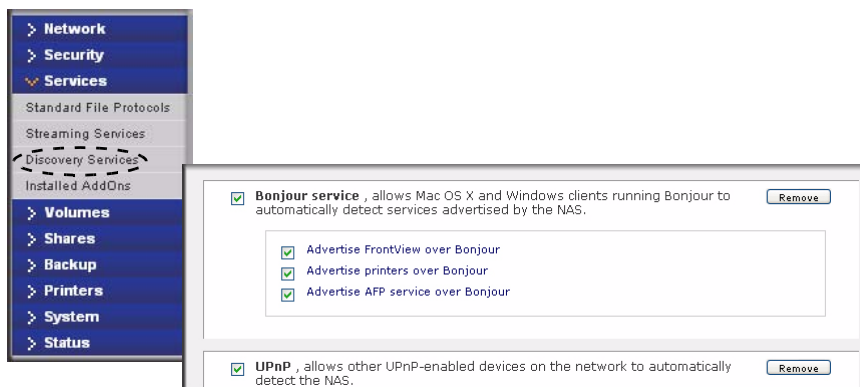 Network
Security
Services
Standard File Protocols
Streaming Services
Discovery Services
Installed AddOns
Volumes
Shares
Backup
Printers
System
Status
Bonjour service , allows Mac OS X and Windows clients running Bonjour to
automatically detect services advertised by the NAS.
Remove
Advertise FrontView over Bonjour
Advertise printers over Bonjour
Advertise AFP service over Bonjour
UPnP , allows other UPnP-enabled devices on the network to automatically
detect the NAS.
Remove